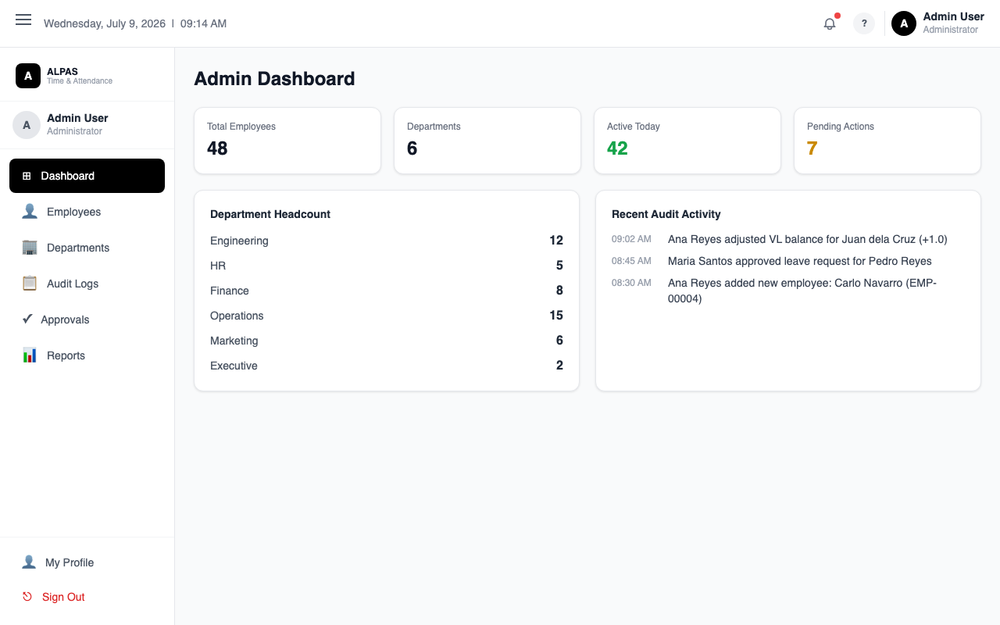 Wednesday, July 9, 2026 | 09:14 AM
?
A
Admin User
Administrator
A
ALPAS
Time & Attendance
A
Admin User
Administrator
Dashboard
Employees
Departments
Audit Logs
Approvals
Reports
My Profile
Sign Out
Admin Dashboard
Total Employees
48
Departments
6
Active Today
42
Pending Actions
7
Department Headcount
Engineering 12
HR 5
Finance 8
Operations 15
Marketing 6
Executive 2
Recent Audit Activity
09:02 AM Ana Reyes adjusted VL balance for Juan dela Cruz (+1.0)
08:45 AM Maria Santos approved leave request for Pedro Reyes
08:30 AM Ana Reyes added new employee: Carlo Navarro (EMP-
00004)